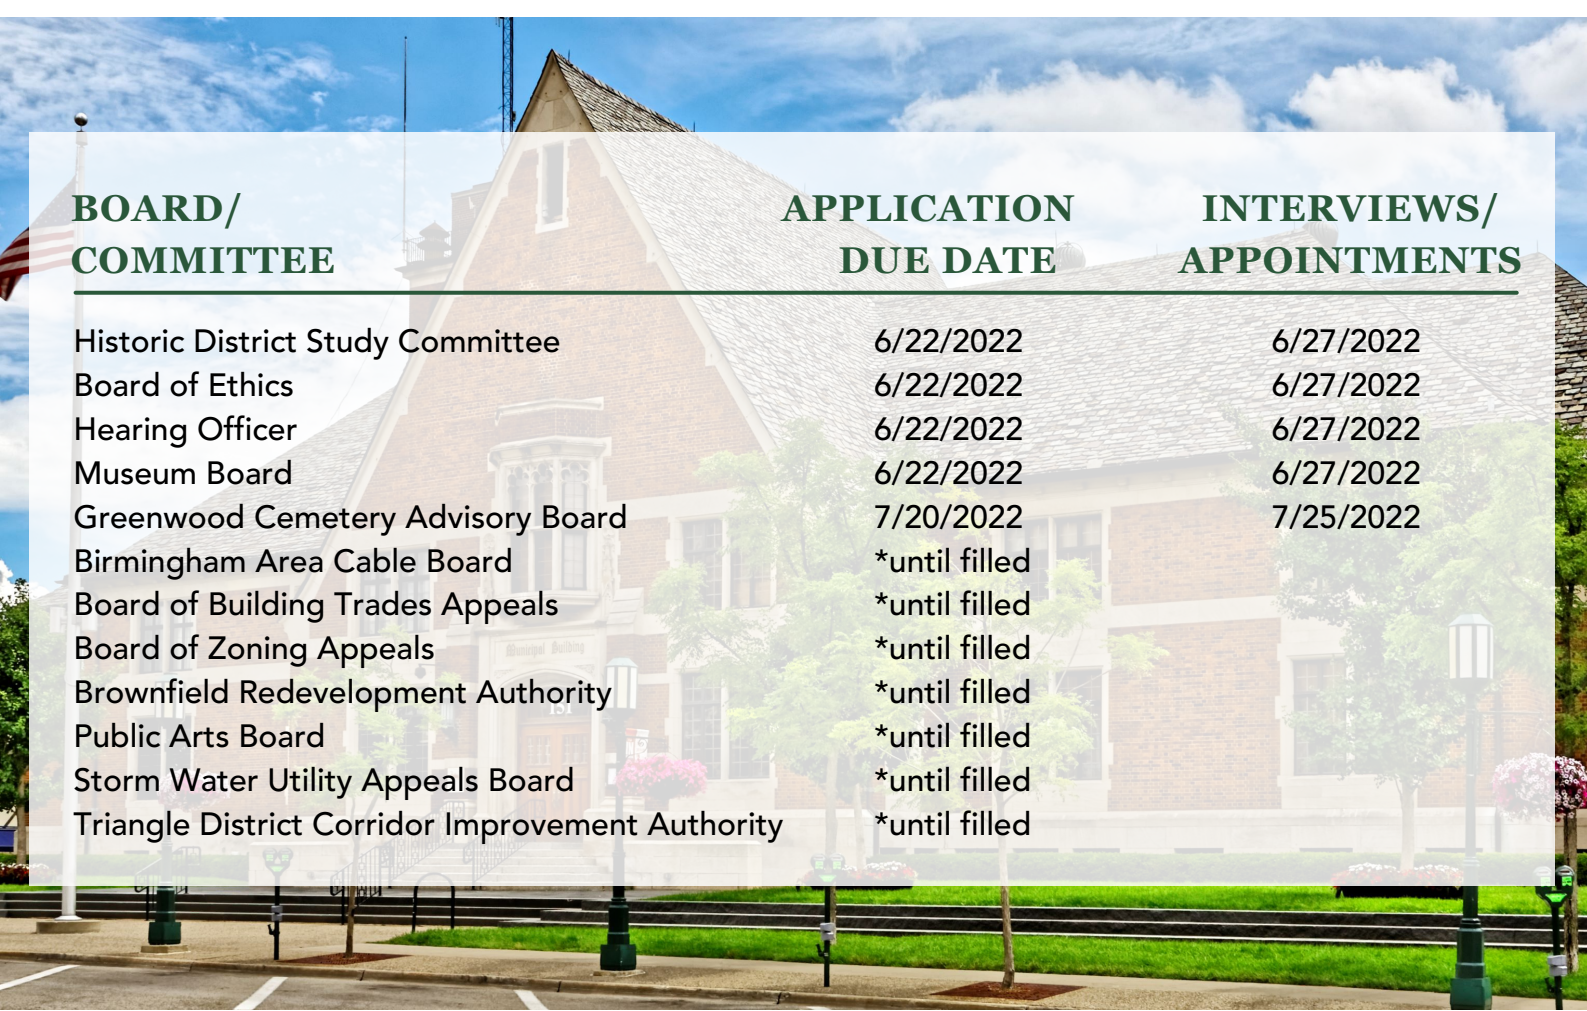 BOARD/ APPLICATION INTERVIEWS/
COMMITTEE DUE DATE APPOINTMENTS
Historic District Study Committee 6/22/2022 6/27/2022
Board of Ethics 6/22/2022 6/27/2022
Hearing Officer 6/22/2022 6/27/2022
Museum Board 6/22/2022 6/27/2022
Greenwood Cemetery Advisory Board 7/20/2022 7/25/2022
Birmingham Area Cable Board *until filled
Board of Building Trades Appeals *until filled
Board of Zoning Appeals *until filled
Municipal Building
Brownfield Redevelopment Authority *until filled
151
Public Arts Board *until filled
Storm Water Utility Appeals Board *until filled
Triangle District Corridor Improvement Authority *until filled